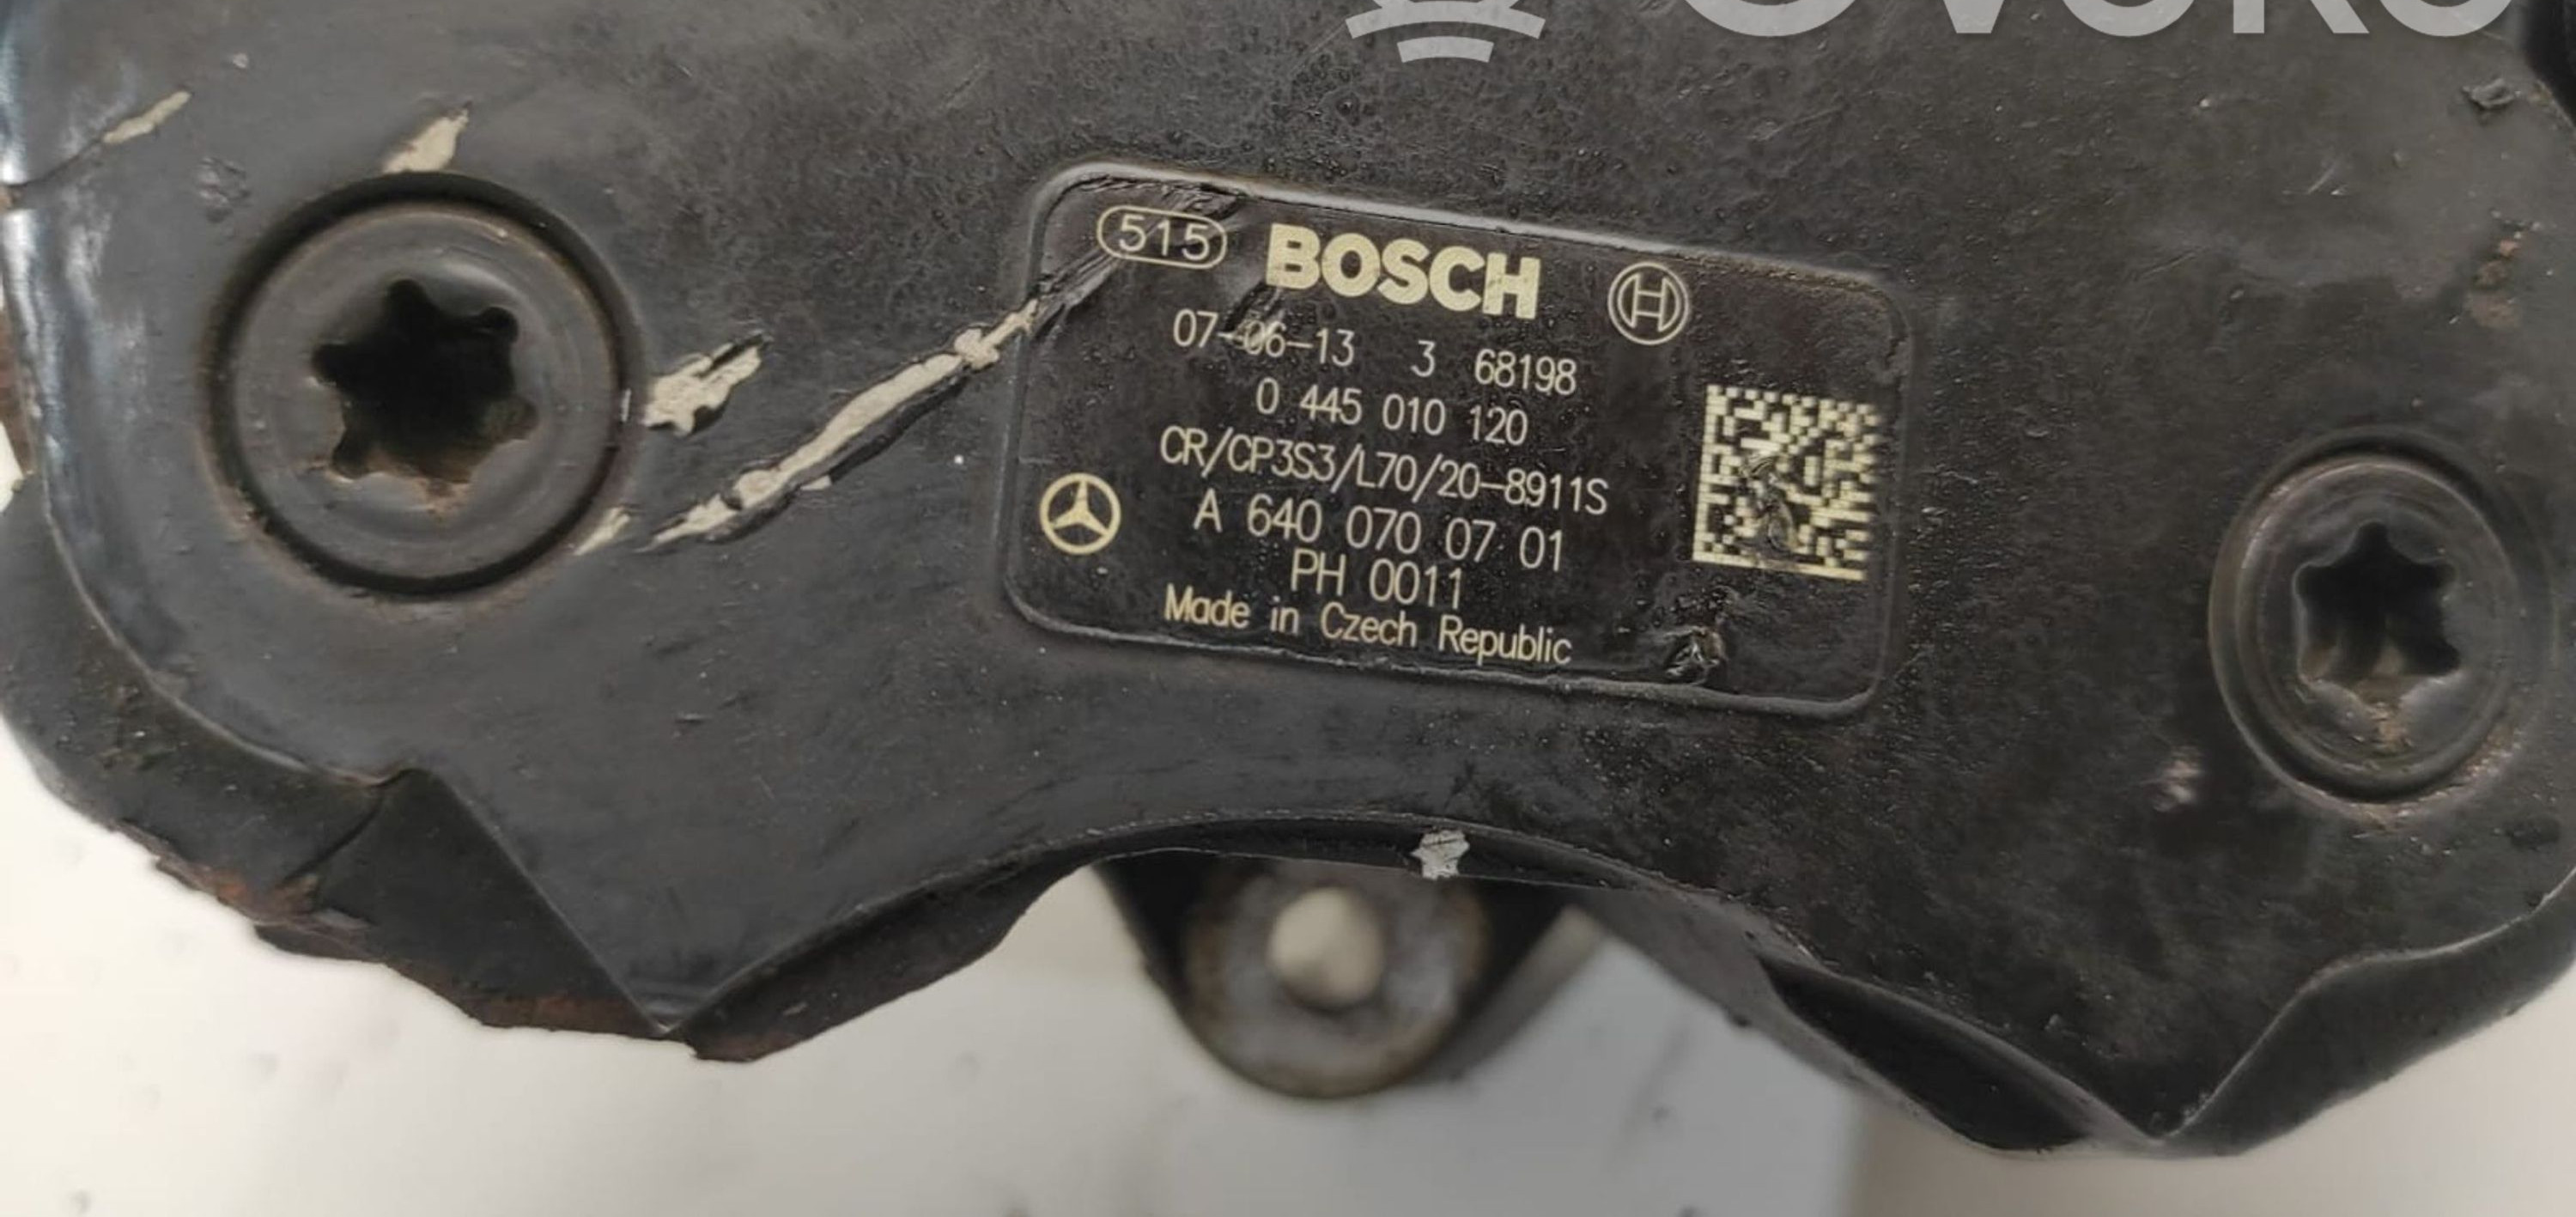 515 BOSCH
07-06-13 3 68198
0 445 010 120
CR/CP3S3/L70/20-8911S
A 640 070 07 01
PH 0011
Made in Czech Republic